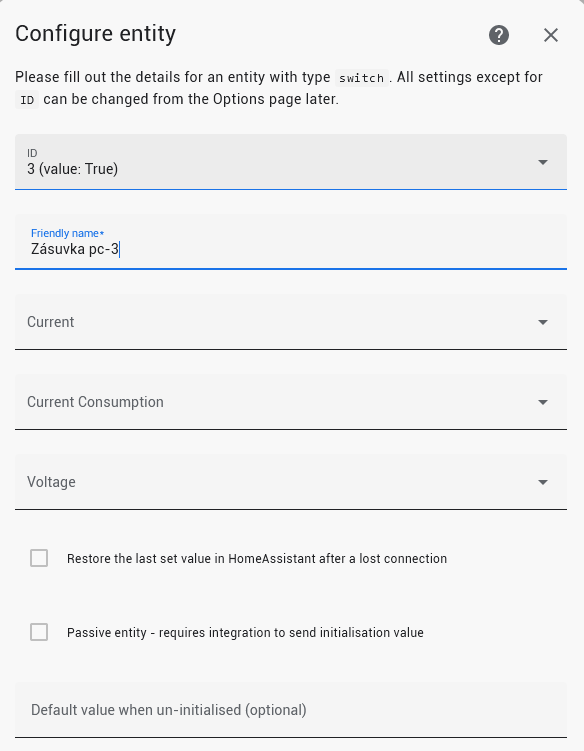 Configure entity
Please fill out the details for an entity with type switch. All settings except for
ID can be changed from the Options page later.
ID
3 (value: True)
Friendly name*
Zásuvka pc-3
Current
Current Consumption
Voltage
Restore the last set value in HomeAssistant after a lost connection
Passive entity - requires integration to send initialisation value
Default value when un-initialised (optional)